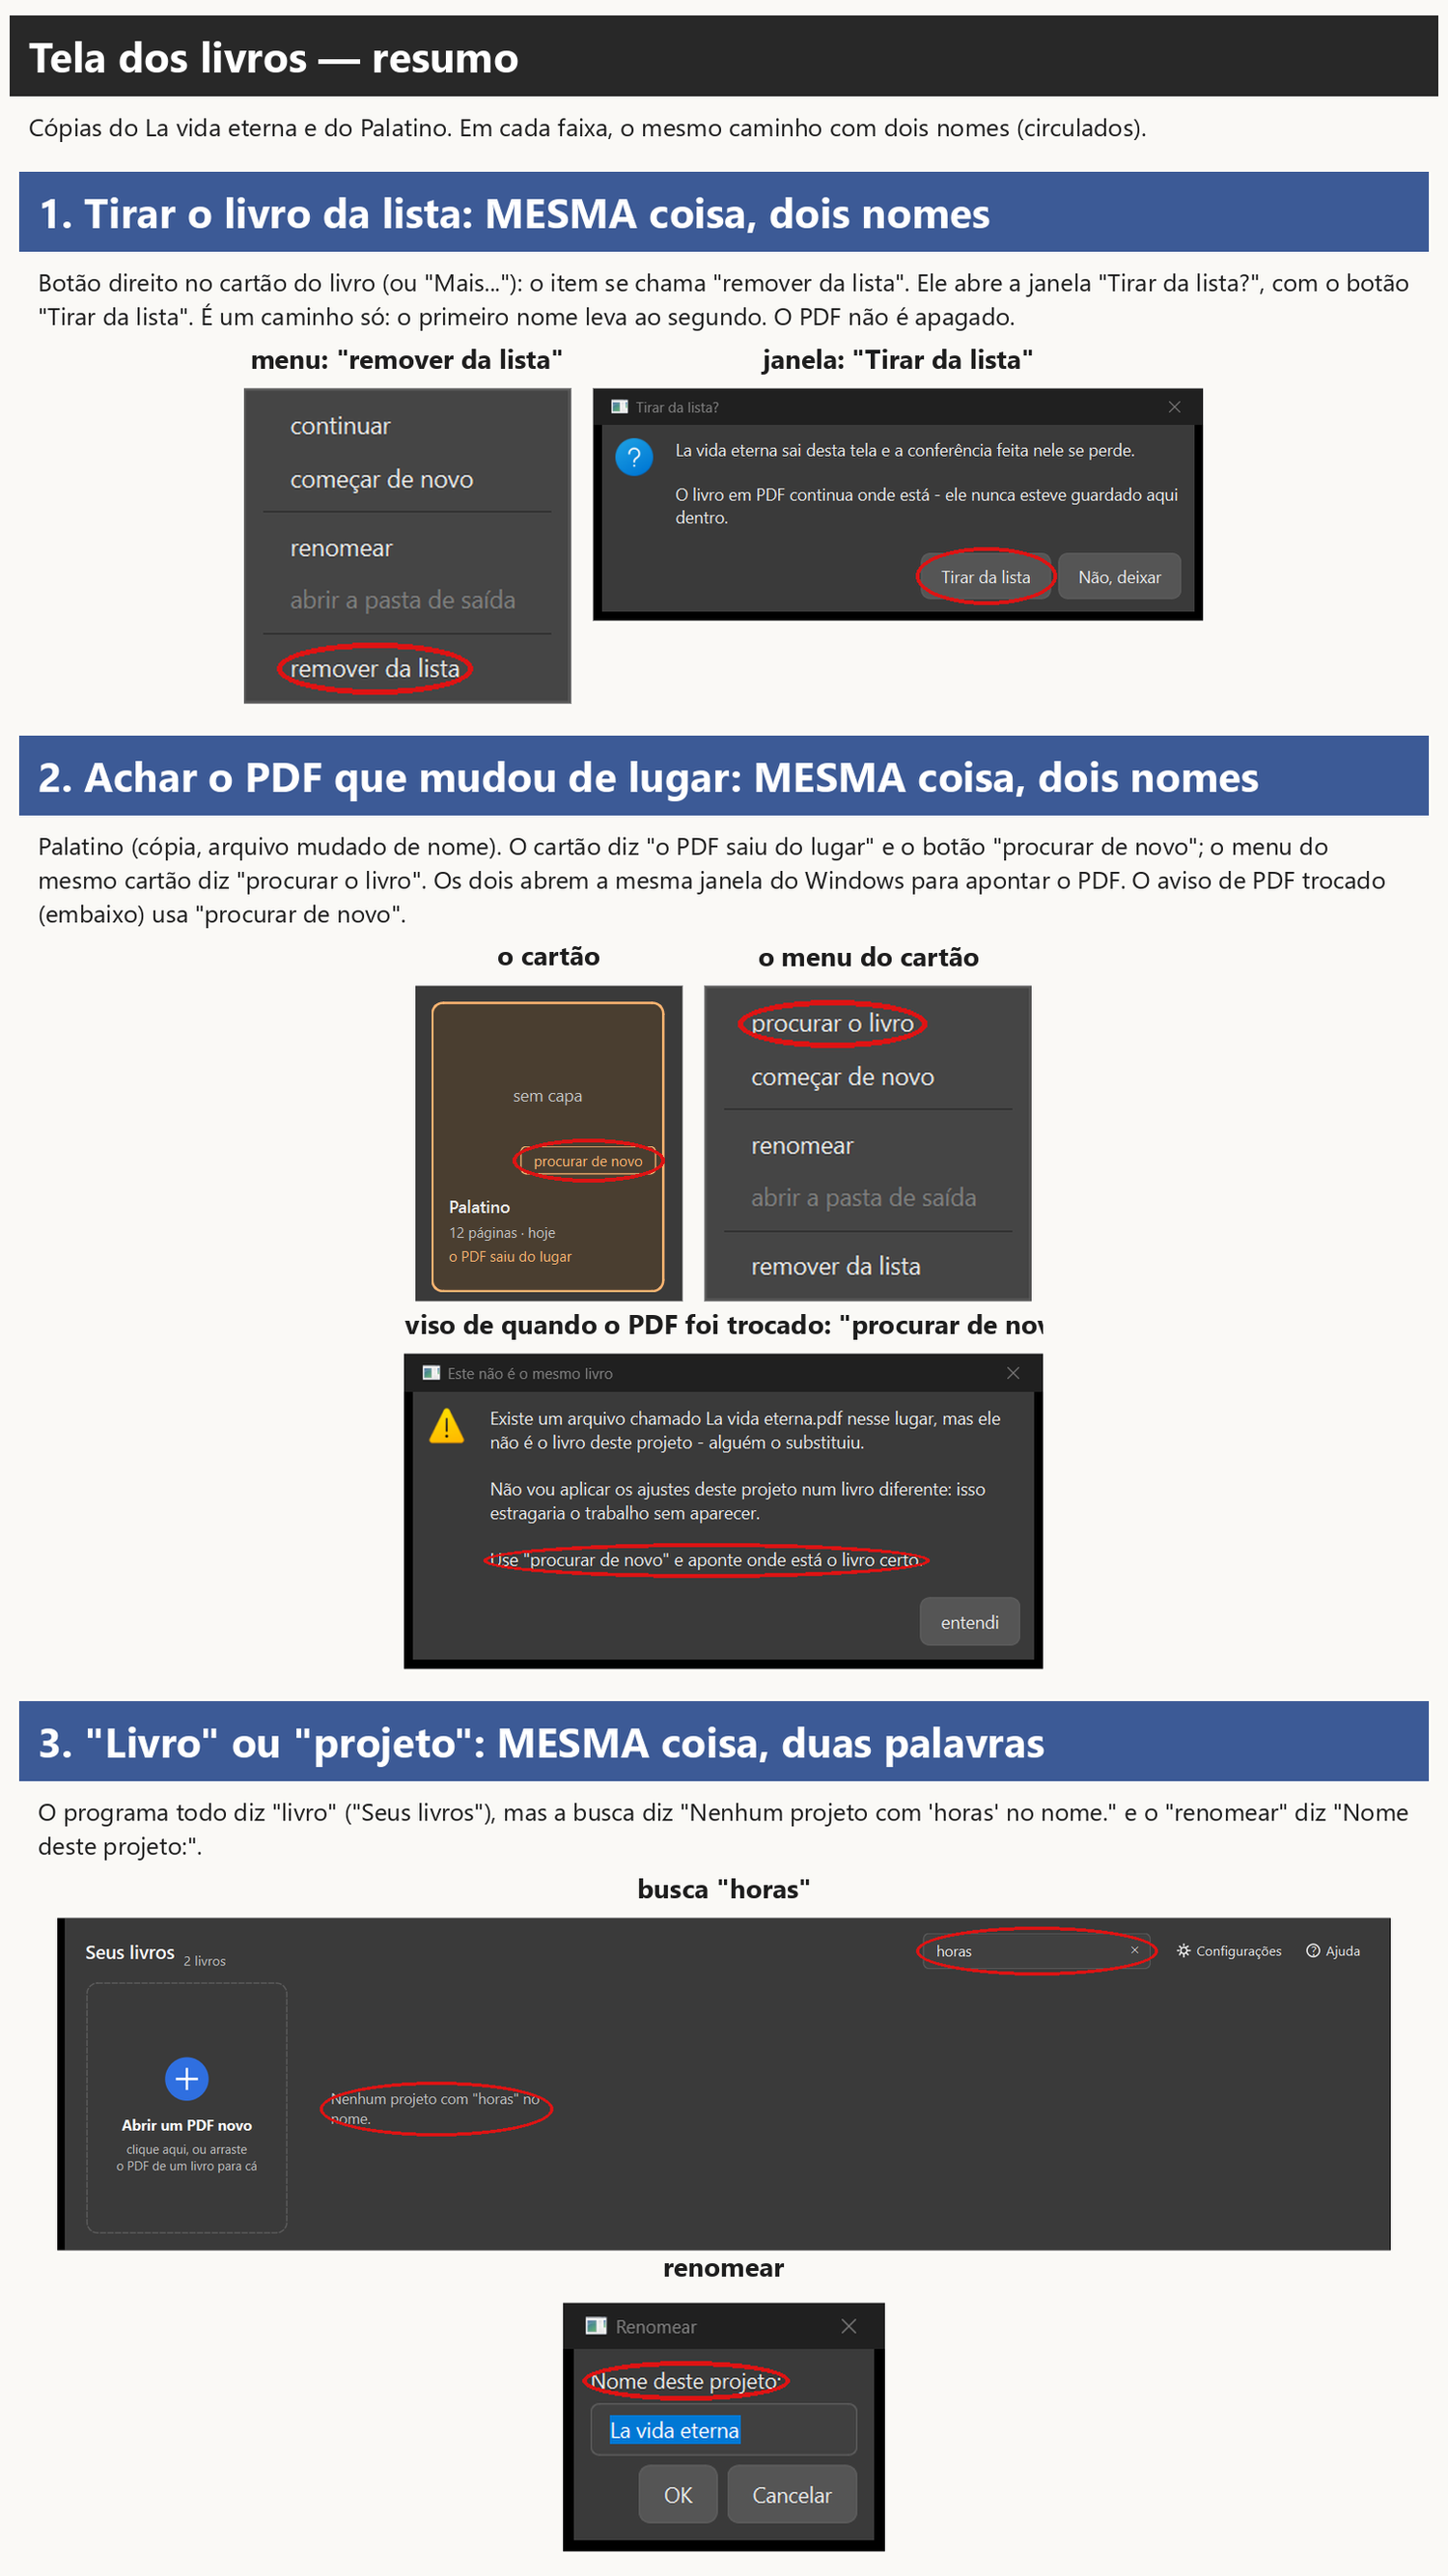 Tela dos livros — resumo
Cópias do La vida eterna e do Palatino. Em cada faixa, o mesmo caminho com dois nomes (circulados).
1. Tirar o livro da lista: MESMA coisa, dois nomes
Botão direito no cartão do livro (ou "Mais..."): o item se chama "remover da lista". Ele abre a janela "Tirar da lista?", com o botão
"Tirar da lista". É um caminho só: o primeiro nome leva ao segundo. O PDF não é apagado.
menu: "remover da lista"
continuar
começar de novo
renomear
abrir a pasta de saída
remover da lista
janela: "Tirar da lista"
Tirar da lista?
La vida eterna sai desta tela e a conferência feita nele se perde.
O livro em PDF continua onde está - ele nunca esteve guardado aqui
dentro.
Tirar da lista
Não, deixar
2. Achar o PDF que mudou de lugar: MESMA coisa, dois nomes
Palatino (cópia, arquivo mudado de nome). O cartão diz "o PDF saiu do lugar" e o botão "procurar de novo"; o menu do
mesmo cartão diz "procurar o livro". Os dois abrem a mesma janela do Windows para apontar o PDF. O aviso de PDF trocado
(embaixo) usa "procurar de novo".
o cartão
sem capa
procurar de novo
Palatino
12 páginas · hoje
o PDF saiu do lugar
o menu do cartão
procurar o livro
começar de novo
renomear
abrir a pasta de saída
remover da lista
viso de quando o PDF foi trocado: "procurar de nov
Este não é o mesmo livro
Existe um arquivo chamado La vida eterna.pdf nesse lugar, mas ele
não é o livro deste projeto - alguém o substituiu.
Não vou aplicar os ajustes deste projeto num livro diferente: isso
estragaria o trabalho sem aparecer.
Use "procurar de novo" e aponte onde está o livro certo.
entendi
3. "Livro" ou "projeto": MESMA coisa, duas palavras
O programa todo diz "livro" ("Seus livros"), mas a busca diz "Nenhum projeto com 'horas' no nome." e o "renomear" diz "Nome
deste projeto:".
busca "horas"
Seus livros 2 livros
horas ×
Configurações
Ajuda
Abrir um PDF novo
clique aqui, ou arraste
o PDF de um livro para cá
Nenhum projeto com "horas" no
nome.
renomear
Renomear
Nome deste projeto:
La vida eterna
OK
Cancelar